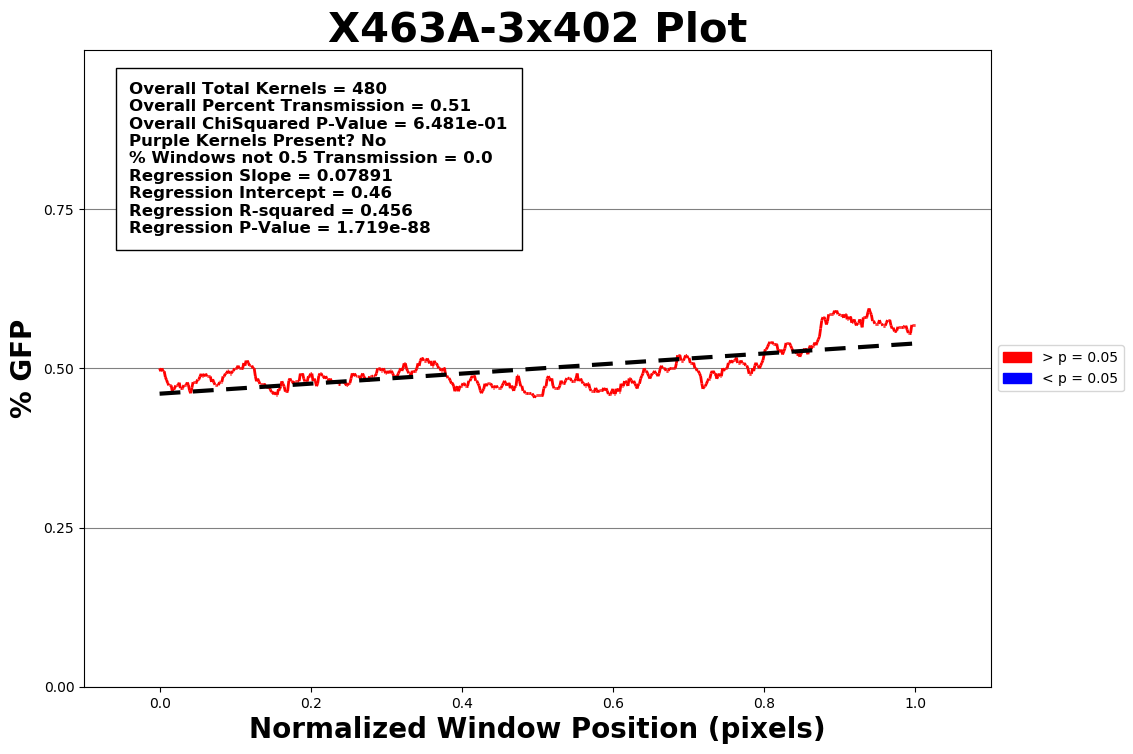 X463A-3x402 Plot
Overall Total Kernels = 480
Overall Percent Transmission = 0.51
Overall ChiSquared P-Value = 6.481e-01
Purple Kernels Present? No
% Windows not 0.5 Transmission = 0.0
Regression Slope = 0.07891
Regression Intercept = 0.46
Regression R-squared = 0.456
Regression P-Value = 1.719e-88
% GFP
0.75
0.50
0.25
0.00
> p = 0.05
< p = 0.05
0.0 0.2 0.4 0.6 0.8 1.0
Normalized Window Position (pixels)